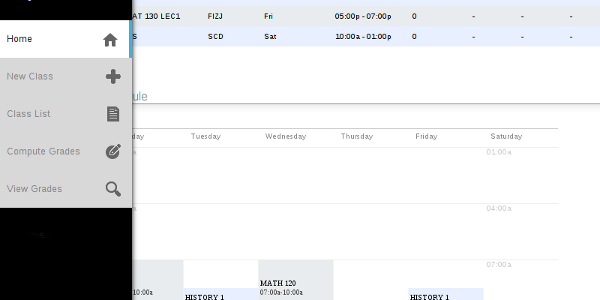 AT 130 LEC1 FIZJ Fri 05:00p - 07:00p 0 - - -
S SCD Sat 10:00a - 01:00p 0 - - -
Home
New Class
Class List
Compute Grades
View Grades
ule
day Tuesday Wednesday Thursday Friday Saturday
01:00a
04:00a
07:00a
MATH 120
-10:00a 07:00a-10:00a
HISTORY 1 HISTORY 1